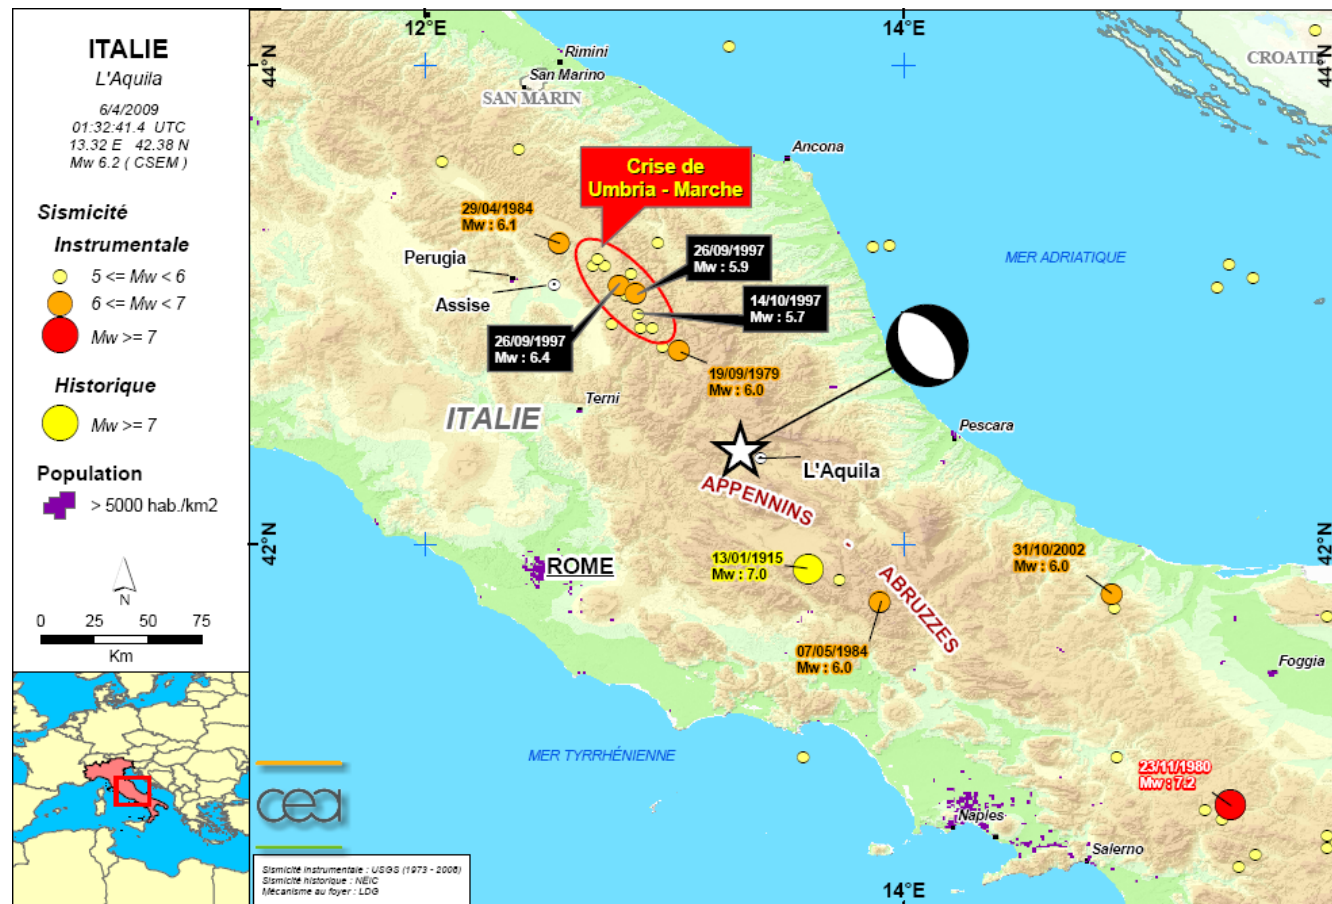 ITALIE
L'Aquila
6/4/2009
01:32:41.4 UTC
13.32 E 42.38 N
Mw 6.2 ( CSEM )
Sismicité
Instrumentale
5 <= Mw < 6
6 <= Mw < 7
Mw >= 7
Historique
Mw >= 7
Population
> 5000 hab./km2
N
0 25 50 75
Km
12°E
14°E
44°N
44°N
Rimini
San Marino
SAN MARIN
CROATIE
Ancona
Crise de
Umbria - Marche
29/04/1984
Mw : 6.1
26/09/1997
Mw : 5.9
MER ADRIATIQUE
Perugia
Assise
14/10/1997
Mw : 5.7
26/09/1997
Mw : 6.4
19/09/1979
Mw : 6.0
Terni
ITALIE
Pescara
L'Aquila
APPENNINS
42°N
42°N
13/01/1915
Mw : 7.0
31/10/2002
Mw : 6.0
ROME
ABRUZZES
07/05/1984
Mw : 6.0
Foggia
MER TYRRHÉNIENNE
23/11/1980
Mw : 7.2
cea
Naples
Salerno
14°E
Sismicité instrumentale : USGS (1973 - 2006)
Sismicité historique : NEIC
Mécanisme au foyer : LDG